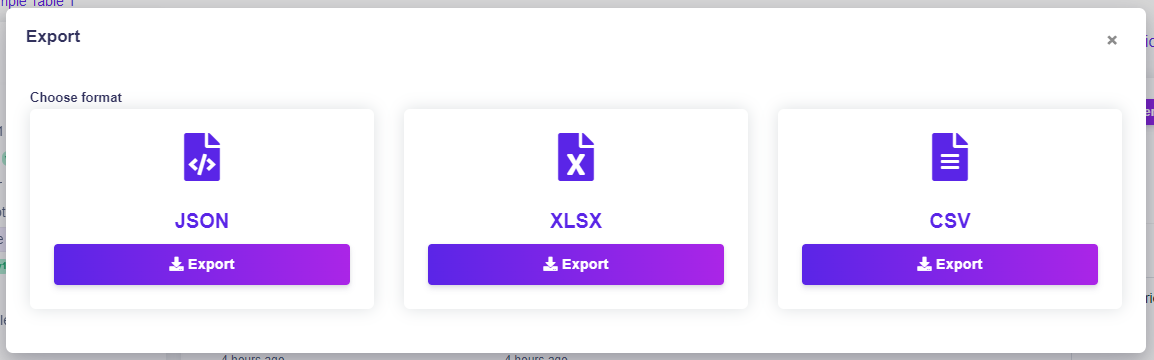 mple Table 1
Export
×
Choose format
JSON
XLSX
CSV
Export
Export
Export
4 hours ago
4 hours ago